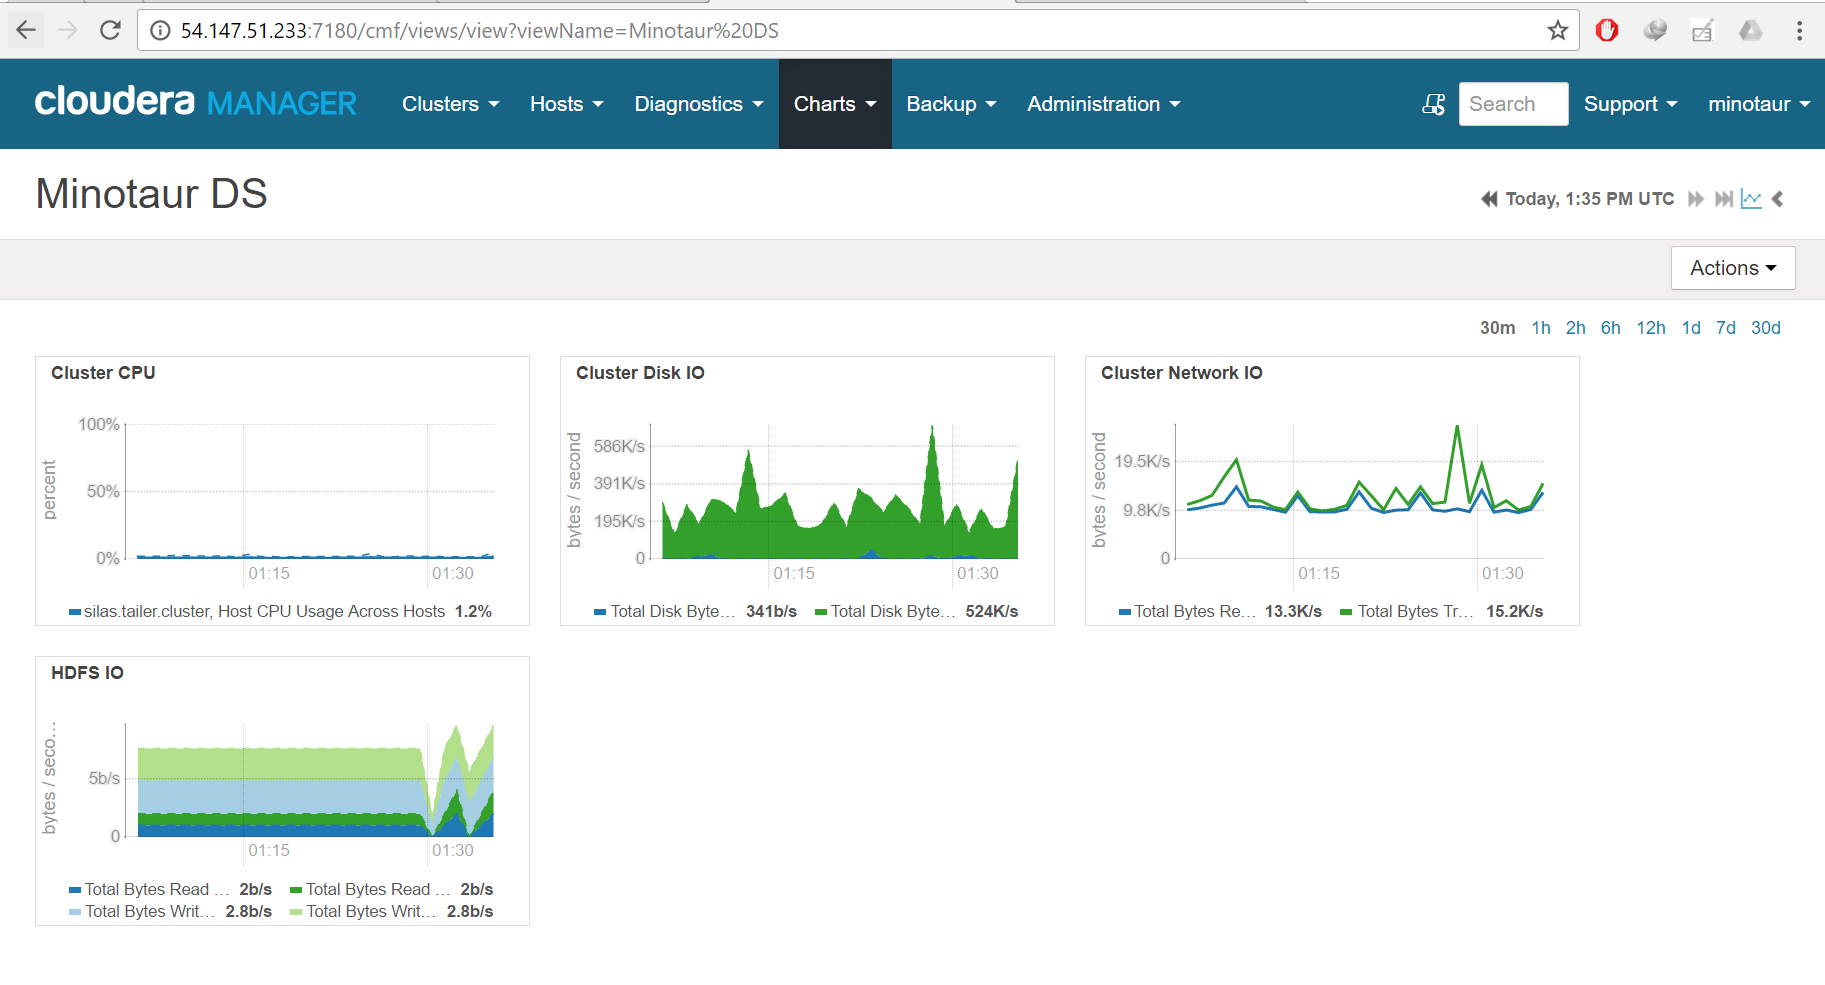 54.147.51.233:7180/cmf/views/view?viewName=Minotaur%20DS
cloudera MANAGER Clusters Hosts Diagnostics Charts Backup Administration Search Support minotaur
Minotaur DS
Today, 1:35 PM UTC
Actions
30m 1h 2h 6h 12h 1d 7d 30d
Cluster CPU
percent
100%
50%
0%
01:15 01:30
silas.tailer.cluster, Host CPU Usage Across Hosts 1.2%
Cluster Disk IO
bytes / second
586K/s
391K/s
195K/s
0
01:15 01:30
Total Disk Byte... 341b/s Total Disk Byte... 524K/s
Cluster Network IO
bytes / second
19.5K/s
9.8K/s
0
01:15 01:30
Total Bytes Re... 13.3K/s Total Bytes Tr... 15.2K/s
HDFS IO
bytes / seco...
5b/s
0
01:15 01:30
Total Bytes Read ... 2b/s Total Bytes Read ... 2b/s
Total Bytes Writ... 2.8b/s Total Bytes Writ... 2.8b/s